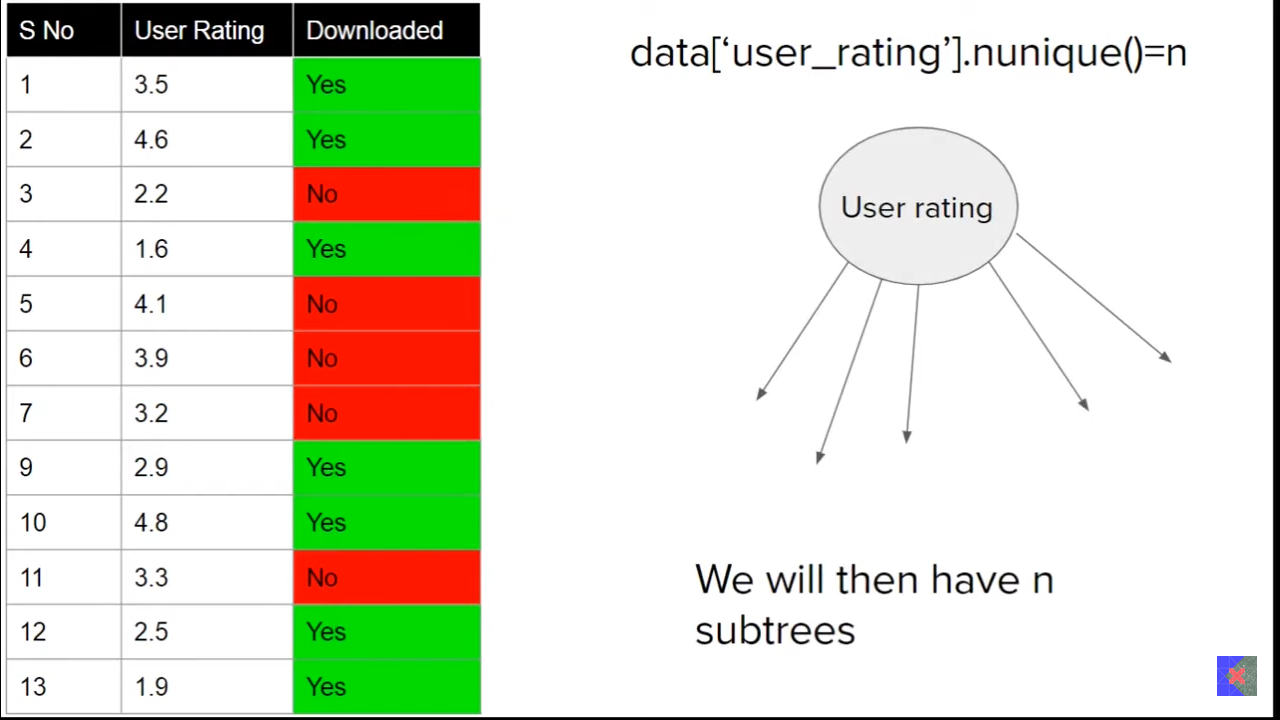 S No User Rating Downloaded
1 3.5 Yes
2 4.6 Yes
3 2.2 No
4 1.6 Yes
5 4.1 No
6 3.9 No
7 3.2 No
9 2.9 Yes
10 4.8 Yes
11 3.3 No
12 2.5 Yes
13 1.9 Yes
data[‘user_rating’].nunique()=n
User rating
We will then have n
subtrees